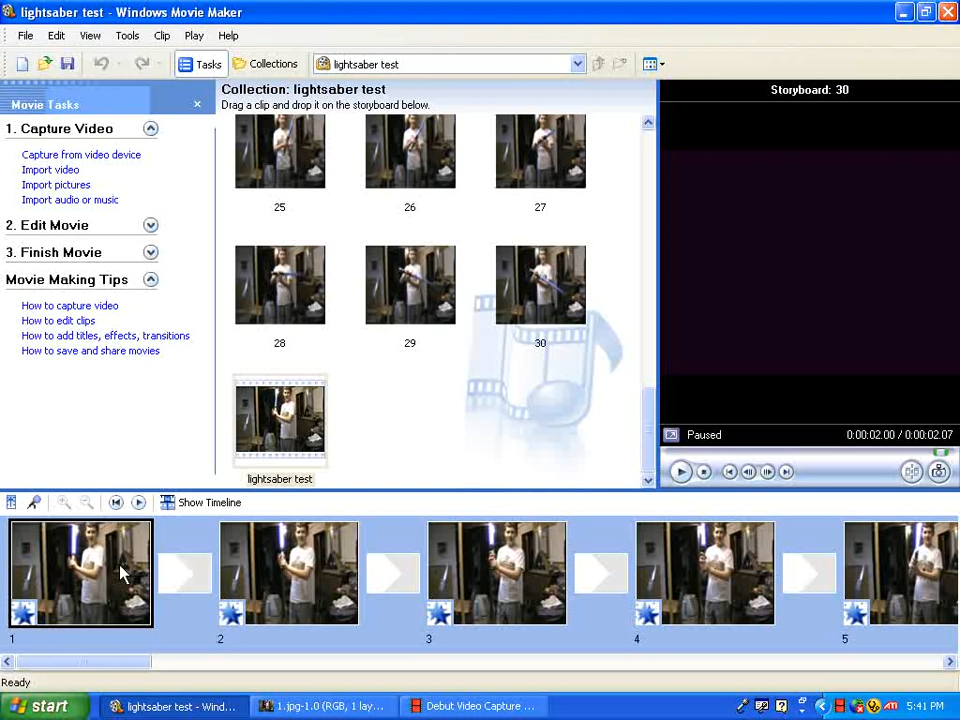 lightsaber test - Windows Movie Maker
File Edit View Tools Clip Play Help
Tasks Collections lightsaber test
Movie Tasks
1. Capture Video
Capture from video device
Import video
Import pictures
Import audio or music
2. Edit Movie
3. Finish Movie
Movie Making Tips
How to capture video
How to edit clips
How to add titles, effects, transitions
How to save and share movies
Collection: lightsaber test
Drag a clip and drop it on the storyboard below.
25 26 27
28 29 30
lightsaber test
Storyboard: 30
Paused 0:00:02.00 / 0:00:02.07
Show Timeline
1 2 3 4 5
Ready
start lightsaber test - Wind... 1.jpg-1.0 (RGB, 1 lay... Debut Video Capture ... 5:41 PM